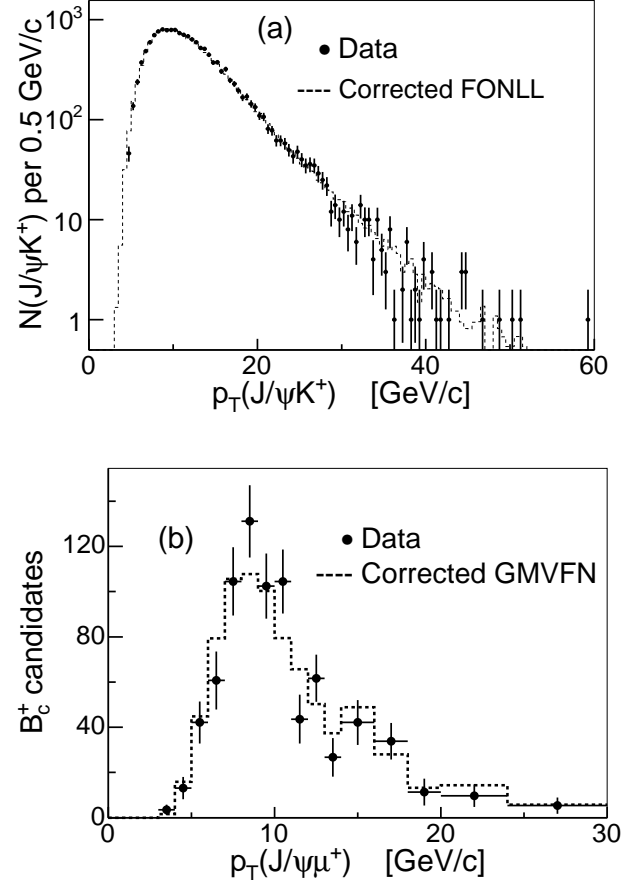 (a)
Data
Corrected FONLL
N(J/ψK⁺) per 0.5 GeV/c
10³
10²
10
1
0 20 40 60
p_T(J/ψK⁺) [GeV/c]
(b)
Data
Corrected GMVFN
B_c⁺ candidates
120
80
40
0
0 10 20 30
p_T(J/ψμ⁺) [GeV/c]